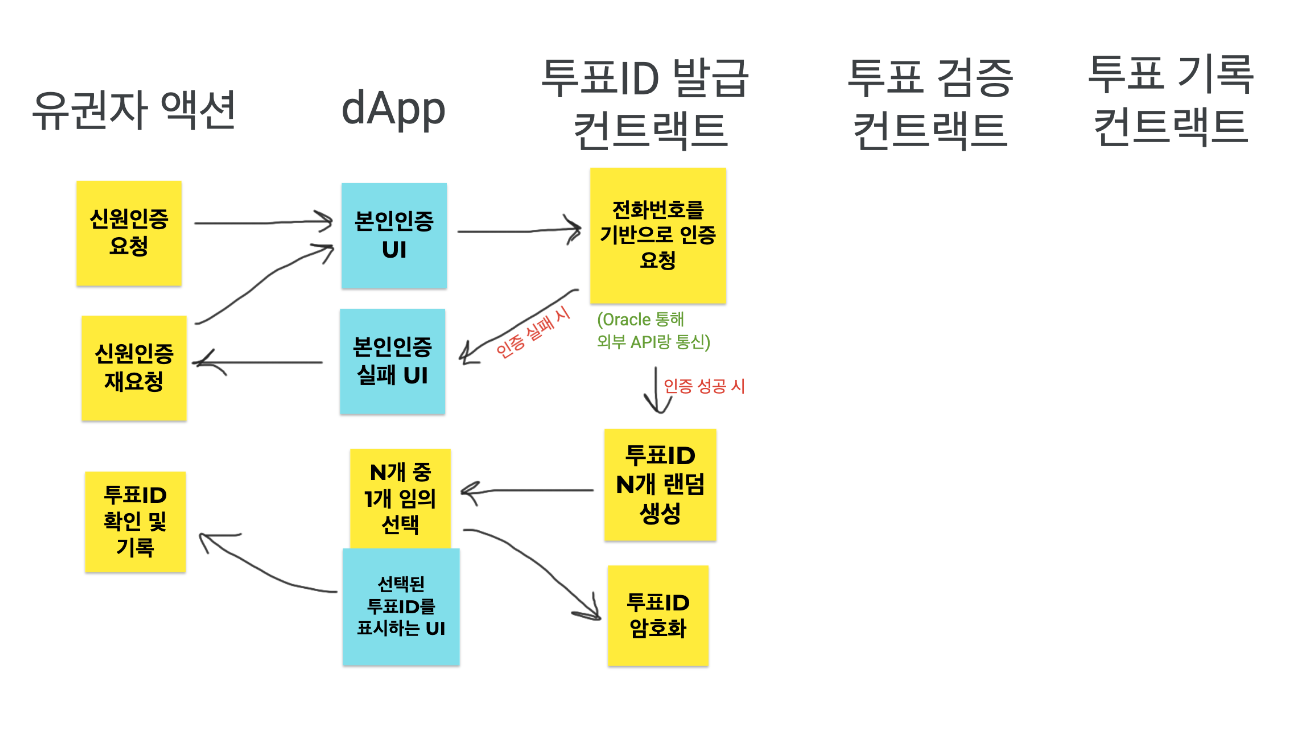 유권자 액션
dApp
투표ID 발급
컨트랙트
투표 검증
컨트랙트
투표 기록
컨트랙트
신원인증
요청
본인인증
UI
전화번호를
기반으로 인증
요청
신원인증
재요청
본인인증
실패 UI
인증 실패 시
(Oracle 통해
외부 API랑 통신)
인증 성공 시
투표ID
확인 및
기록
N개 중
1개 임의
선택
투표ID
N개 랜덤
생성
선택된
투표ID를
표시하는 UI
투표ID
암호화